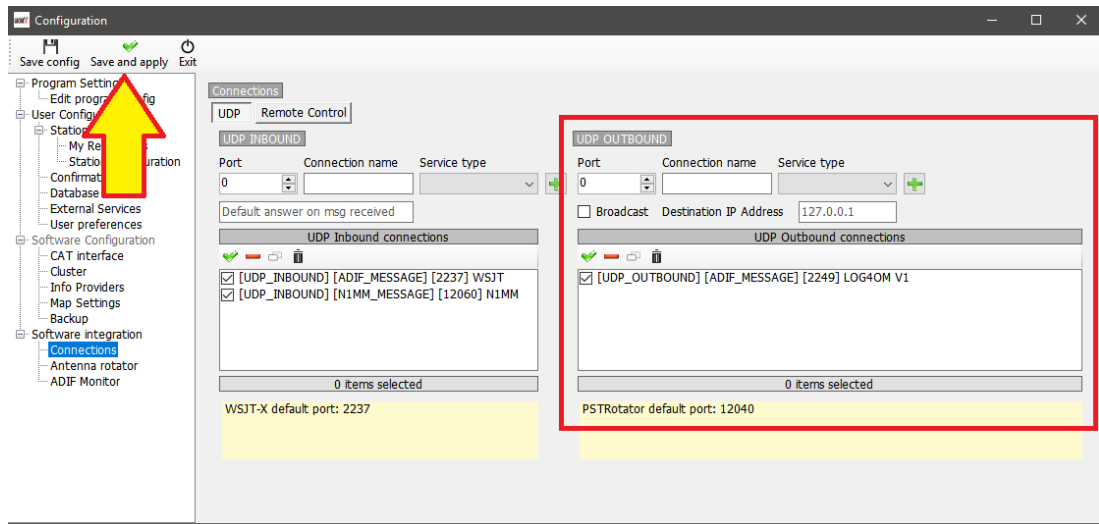 Configuration
Save config Save and apply Exit
Program Setting
Edit progra fig
User Config
Station
My Re s
Statio uration
Confirmat
Database
External Services
User preferences
Software Configuration
CAT interface
Cluster
Info Providers
Map Settings
Backup
Software integration
Connections
Antenna rotator
ADIF Monitor
Connections
UDP Remote Control
UDP INBOUND
Port Connection name Service type
0
Default answer on msg received
UDP Inbound connections
[UDP_INBOUND] [ADIF_MESSAGE] [2237] WSJT
[UDP_INBOUND] [N1MM_MESSAGE] [12060] N1MM
0 items selected
WSJT-X default port: 2237
UDP OUTBOUND
Port Connection name Service type
0
Broadcast Destination IP Address 127.0.0.1
UDP Outbound connections
[UDP_OUTBOUND] [ADIF_MESSAGE] [2249] LOG4OM V1
0 items selected
PSTRotator default port: 12040